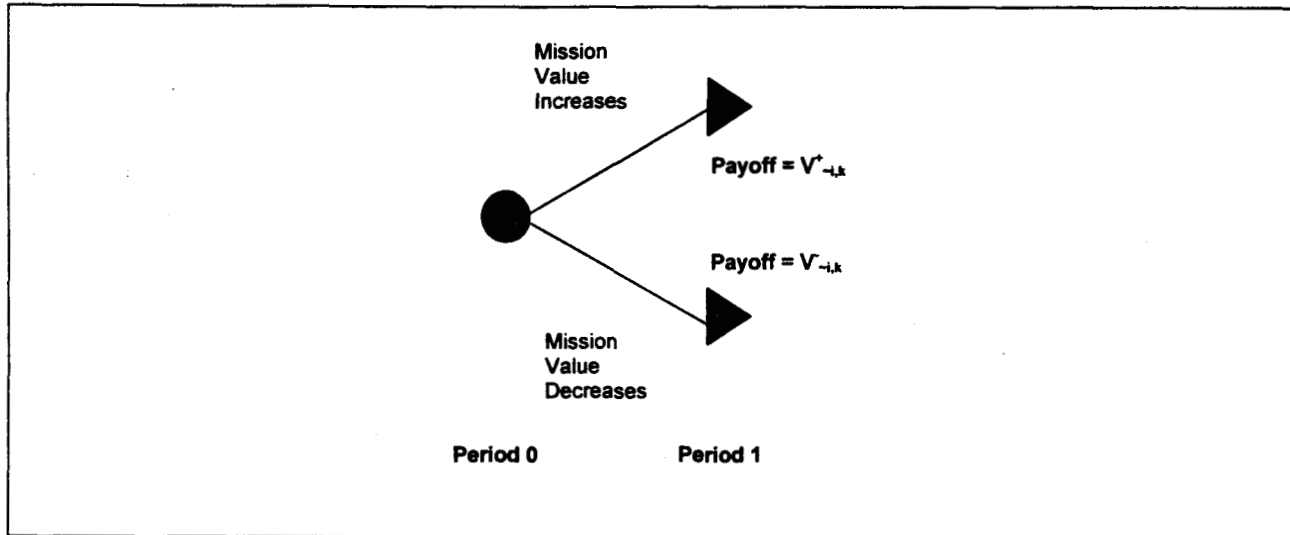 Mission
Value
Increases
Payoff = V⁺₋ᵢ,ₖ
Payoff = V⁻₋ᵢ,ₖ
Mission
Value
Decreases
Period 0 Period 1